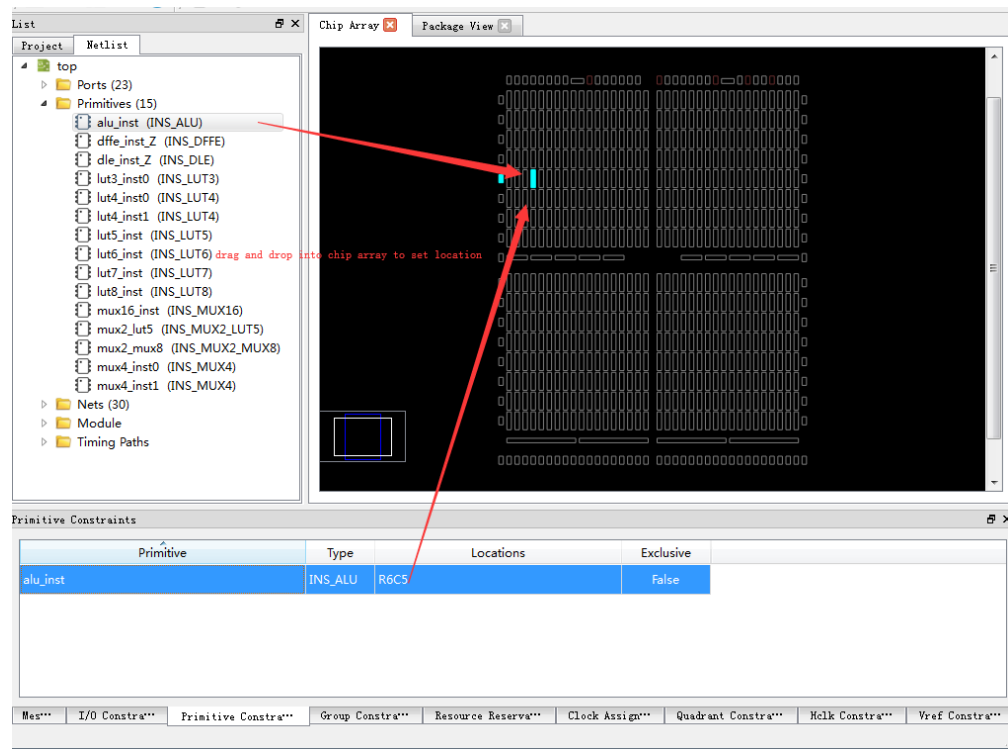 List
Chip Array
Package View
Project
Netlist
top
Ports (23)
Primitives (15)
alu_inst (INS_ALU)
dffe_inst_Z (INS_DFFE)
dle_inst_Z (INS_DLE)
lut3_inst0 (INS_LUT3)
lut4_inst0 (INS_LUT4)
lut4_inst1 (INS_LUT4)
lut5_inst (INS_LUT5)
lut6_inst (INS_LUT6) drag and drop into chip array to set location
lut7_inst (INS_LUT7)
lut8_inst (INS_LUT8)
mux16_inst (INS_MUX16)
mux2_lut5 (INS_MUX2_LUT5)
mux2_mux8 (INS_MUX2_MUX8)
mux4_inst0 (INS_MUX4)
mux4_inst1 (INS_MUX4)
Nets (30)
Module
Timing Paths
Primitive Constraints
Primitive Type Locations Exclusive
alu_inst INS_ALU R6C5 False
Mes··· I/O Constra··· Primitive Constra··· Group Constra··· Resource Reserva··· Clock Assign··· Quadrant Constra··· Hclk Constra··· Vref Constra···